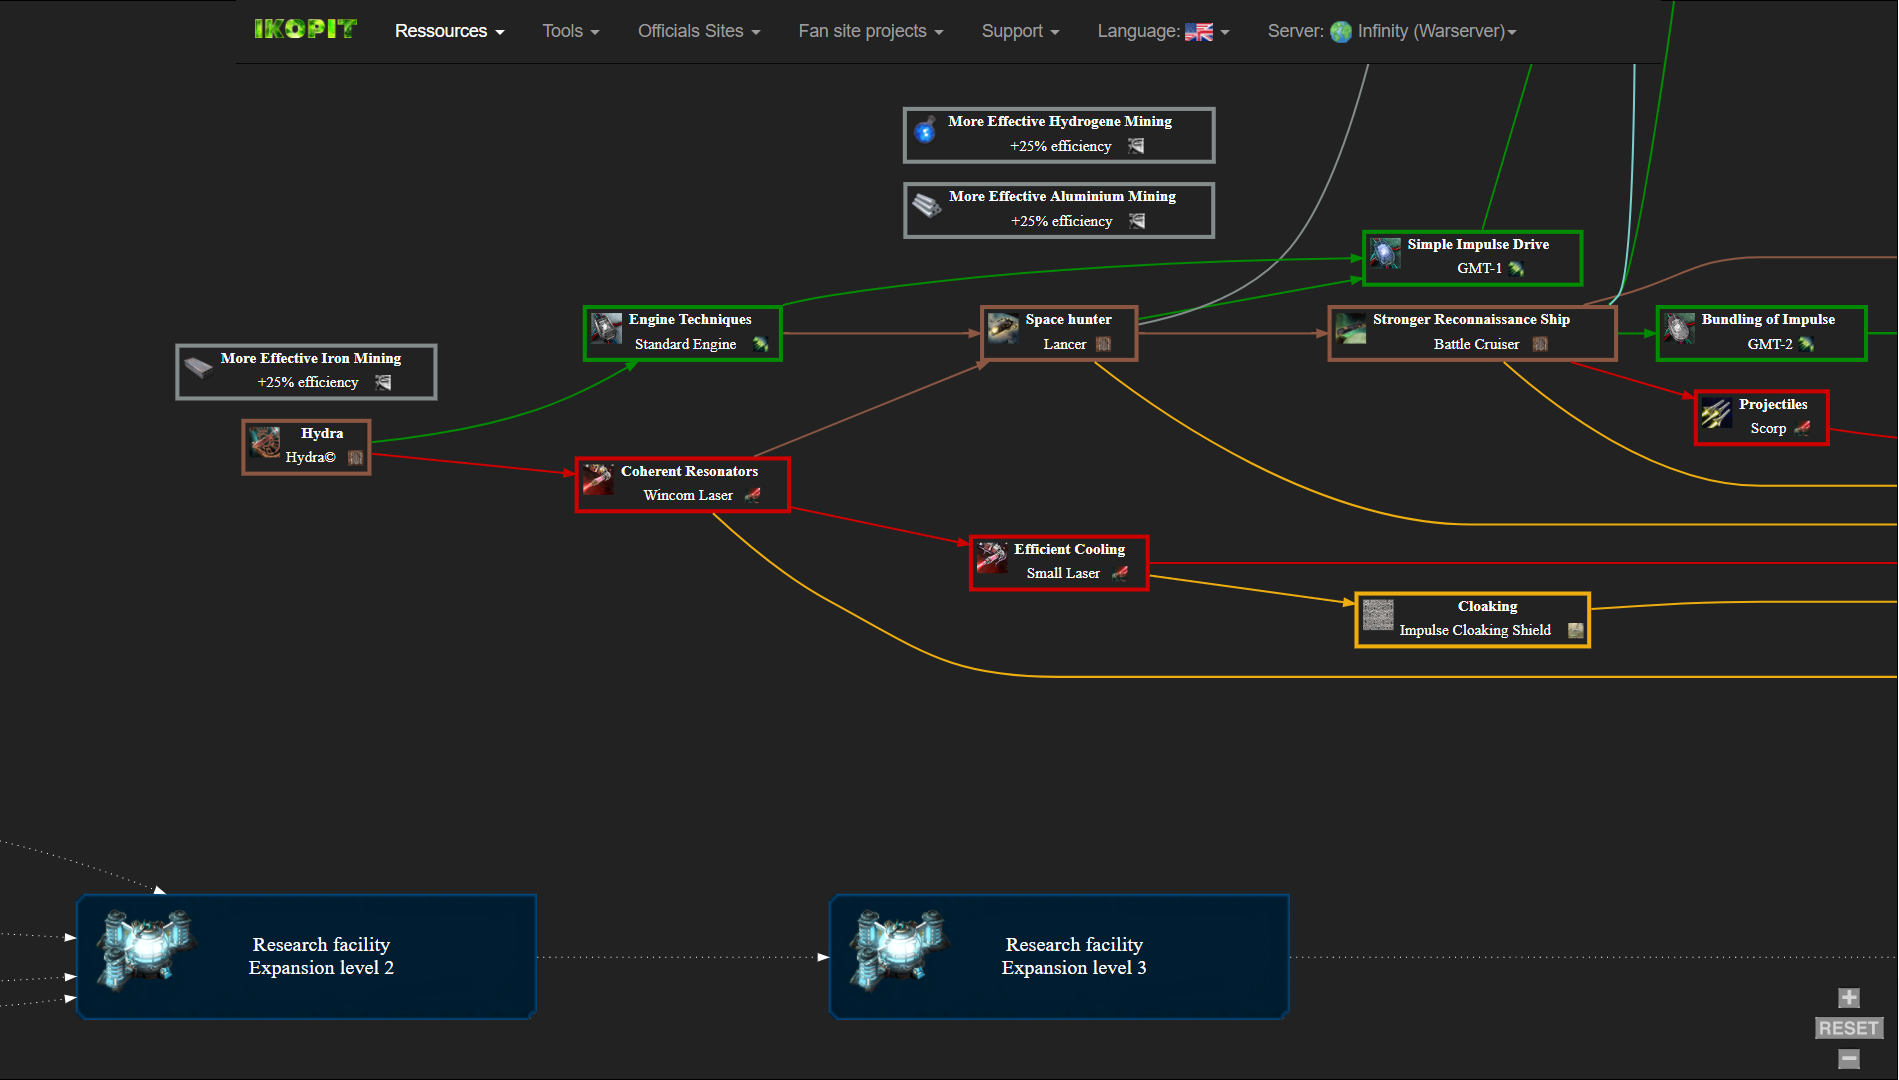 IKOPIT
Ressources
Tools
Officials Sites
Fan site projects
Support
Language:
Server: Infinity (Warserver)
More Effective Hydrogene Mining
+25% efficiency
More Effective Aluminium Mining
+25% efficiency
Simple Impulse Drive
GMT-1
Engine Techniques
Standard Engine
Space hunter
Lancer
Stronger Reconnaissance Ship
Battle Cruiser
Bundling of Impulse
GMT-2
More Effective Iron Mining
+25% efficiency
Projectiles
Scorp
Hydra
Hydra©
Coherent Resonators
Wincom Laser
Efficient Cooling
Small Laser
Cloaking
Impulse Cloaking Shield
Research facility
Expansion level 2
Research facility
Expansion level 3
+
RESET
−